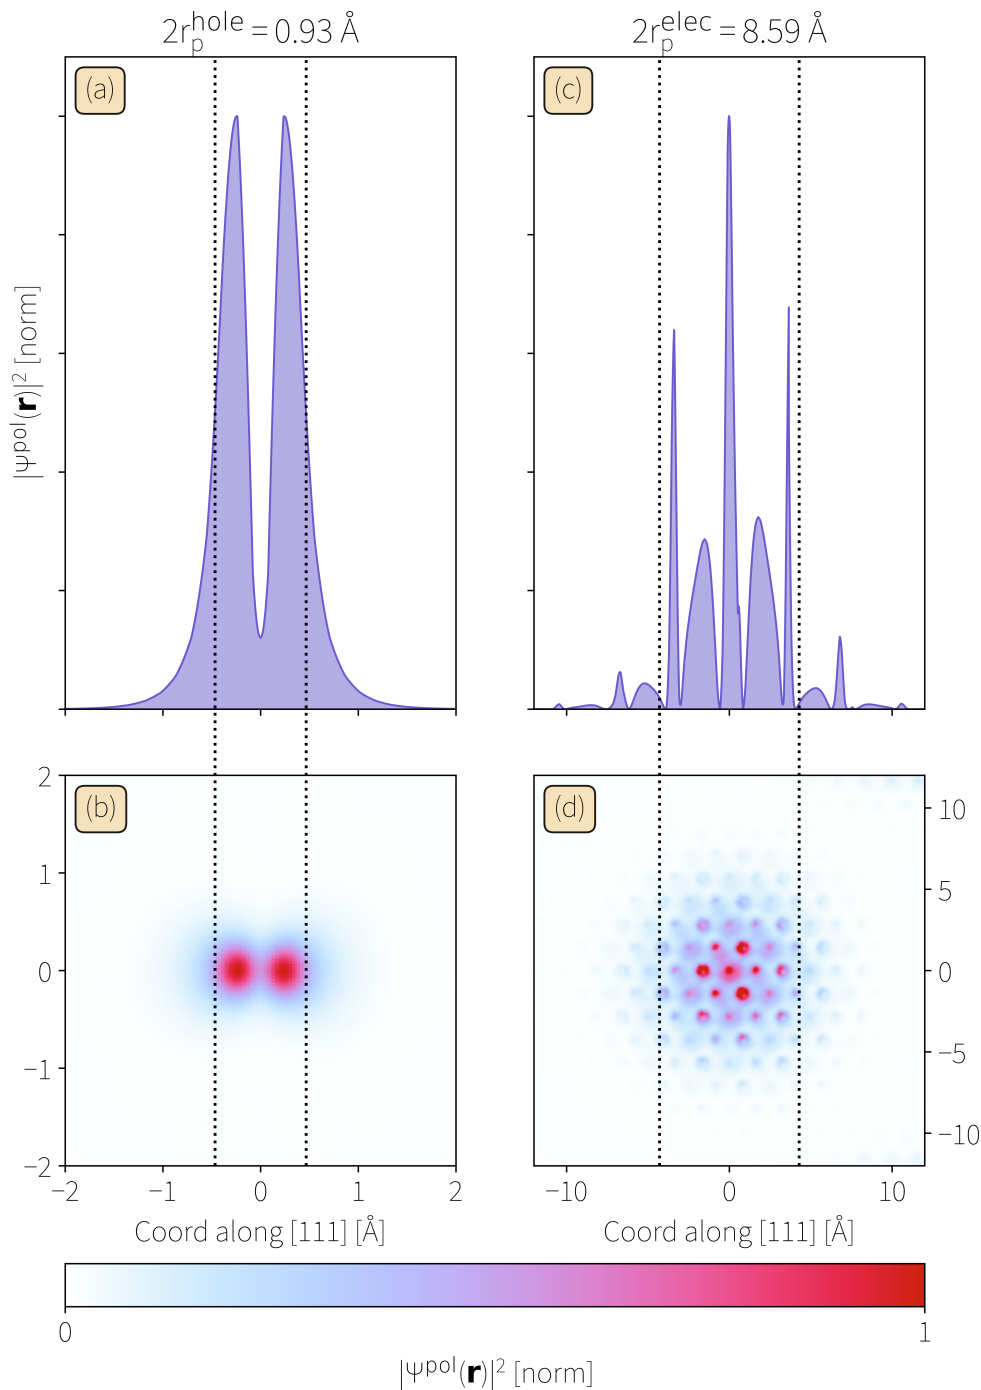 2r_p^hole = 0.93 Å
2r_p^elec = 8.59 Å
(a)
(c)
|Ψ^pol(r)|² [norm]
(b)
(d)
2
1
0
−1
−2
10
5
0
−5
−10
−2 −1 0 1 2
−10 0 10
Coord along [111] [Å]
Coord along [111] [Å]
0 1
|Ψ^pol(r)|² [norm]